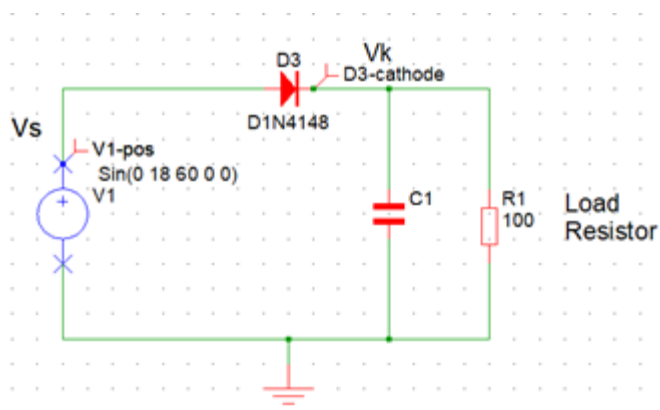 Vk
D3
D3-cathode
D1N4148
Vs
V1-pos
Sin(0 18 60 0 0)
V1
C1
R1
100
Load
Resistor